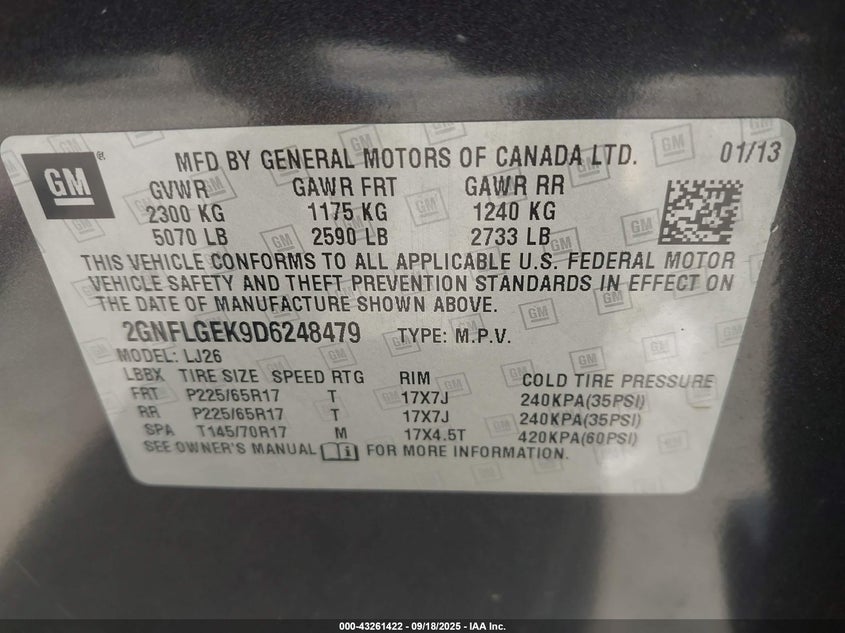 GM ®
MFD BY GENERAL MOTORS OF CANADA LTD. 01/13
GVWR GAWR FRT GAWR RR
2300 KG 1175 KG 1240 KG
5070 LB 2590 LB 2733 LB
THIS VEHICLE CONFORMS TO ALL APPLICABLE U.S. FEDERAL MOTOR
VEHICLE SAFETY AND THEFT PREVENTION STANDARDS IN EFFECT ON
THE DATE OF MANUFACTURE SHOWN ABOVE.
2GNFLGEK9D6248479 TYPE: M.P.V.
MODEL: LJ26
LBBX TIRE SIZE SPEED RTG RIM COLD TIRE PRESSURE
FRT P225/65R17 T 17X7J 240KPA(35PSI)
RR P225/65R17 T 17X7J 240KPA(35PSI)
SPA T145/70R17 M 17X4.5T 420KPA(60PSI)
SEE OWNER'S MANUAL FOR MORE INFORMATION.
000-43261422 - 09/18/2025 - IAA Inc.